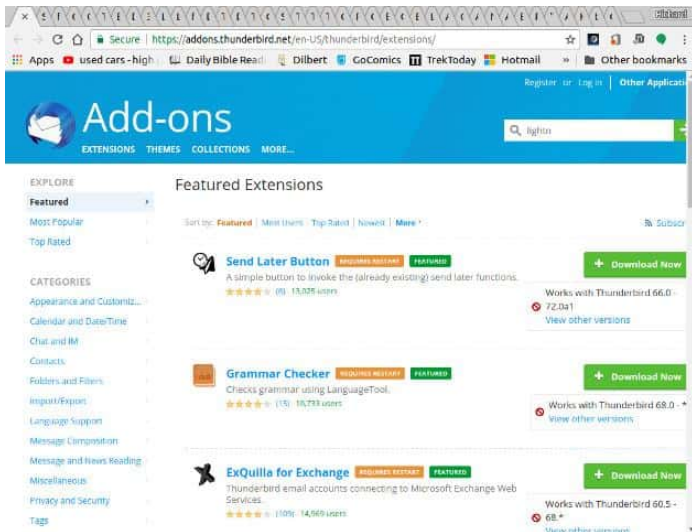 Richard
Secure | https://addons.thunderbird.net/en-US/thunderbird/extensions/
Apps used cars - high Daily Bible Read Dilbert GoComics TrekToday Hotmail » Other bookmarks
Register or Log in Other Applicatio
Add-ons
EXTENSIONS THEMES COLLECTIONS MORE...
lightn
EXPLORE
Featured
Most Popular
Top Rated
CATEGORIES
Appearance and Customiz...
Calendar and Date/Time
Chat and IM
Contacts
Folders and Filters
Import/Export
Language Support
Message Composition
Message and News Reading
Miscellaneous
Privacy and Security
Tags
Featured Extensions
Sort by: Featured Most Users Top Rated Newest More
Subscr
Send Later Button REQUIRES RESTART FEATURED
A simple button to invoke the (already existing) send later functions.
(6) 13,025 users
+ Download Now
Works with Thunderbird 66.0 -
72.0a1
View other versions
Grammar Checker REQUIRES RESTART FEATURED
Checks grammar using LanguageTool.
(15) users
+ Download Now
Works with Thunderbird 68.0 - *
View other versions
ExQuilla for Exchange REQUIRES RESTART FEATURED
Thunderbird email accounts connecting to Microsoft Exchange Web
Services.
(109) 14,969 users
+ Download Now
Works with Thunderbird 60.5 -
68.*
View other versions